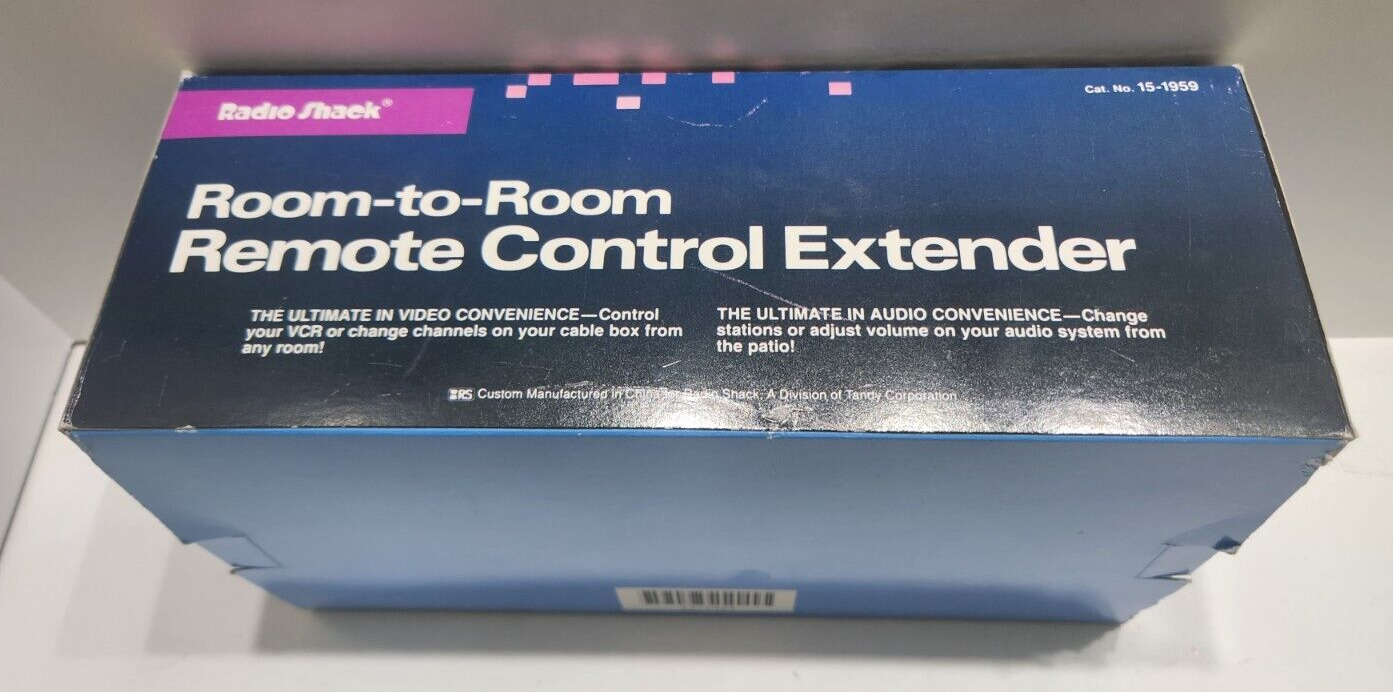 Radio Shack®
Cat. No. 15-1959
Room-to-Room
Remote Control Extender
THE ULTIMATE IN VIDEO CONVENIENCE—Control
your VCR or change channels on your cable box from
any room!
THE ULTIMATE IN AUDIO CONVENIENCE—Change
stations or adjust volume on your audio system from
the patio!
Custom Manufactured in China for Radio Shack, A Division of Tandy Corporation